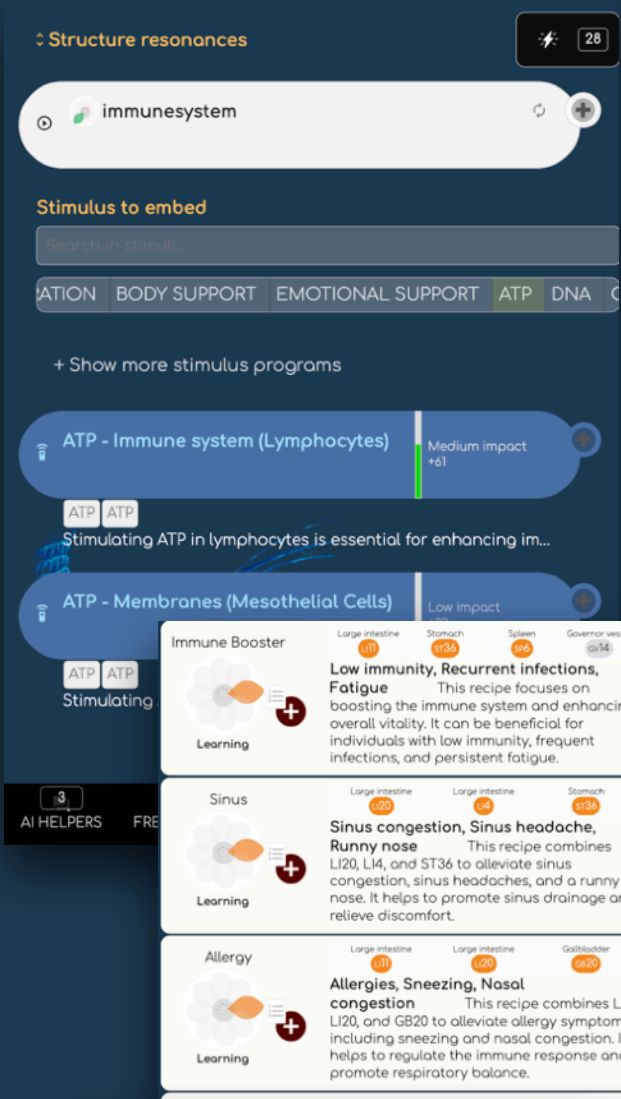 Structure resonances
28
immunesystem
Stimulus to embed
Search in stimuli...
BODY SUPPORT EMOTIONAL SUPPORT ATP DNA
+ Show more stimulus programs
ATP - Immune system (Lymphocytes)
Medium impact
+61
ATP ATP
Stimulating ATP in lymphocytes is essential for enhancing im...
ATP - Membranes (Mesothelial Cells)
Low impact
ATP ATP
Stimulating
3
AI HELPERS
Immune Booster
Learning
Large intestine Stomach Spleen Governor
LI11 ST36 SP6 GV14
Low immunity, Recurrent infections,
Fatigue This recipe focuses on
boosting the immune system and
overall vitality. It can be beneficial for
individuals with low immunity, frequent
infections, and persistent fatigue.
Sinus
Learning
Large intestine Large intestine Stomach
LI20 LI4 ST36
Sinus congestion, Sinus headache,
Runny nose This recipe combines
LI20, LI4, and ST36 to alleviate sinus
congestion, sinus headaches, and a runny
nose. It helps to promote sinus drainage
relieve discomfort.
Allergy
Learning
Large intestine Large intestine Gallbladder
LI11 LI20 GB20
Allergies, Sneezing, Nasal
congestion This recipe combines
LI20, and GB20 to alleviate allergy
including sneezing and nasal congestion.
helps to regulate the immune response
promote respiratory balance.